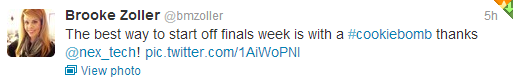 Brooke Zoller @bmzoller 5h
The best way to start off finals week is with a #cookiebomb thanks
@nex_tech! pic.twitter.com/1AiWoPNl
View photo